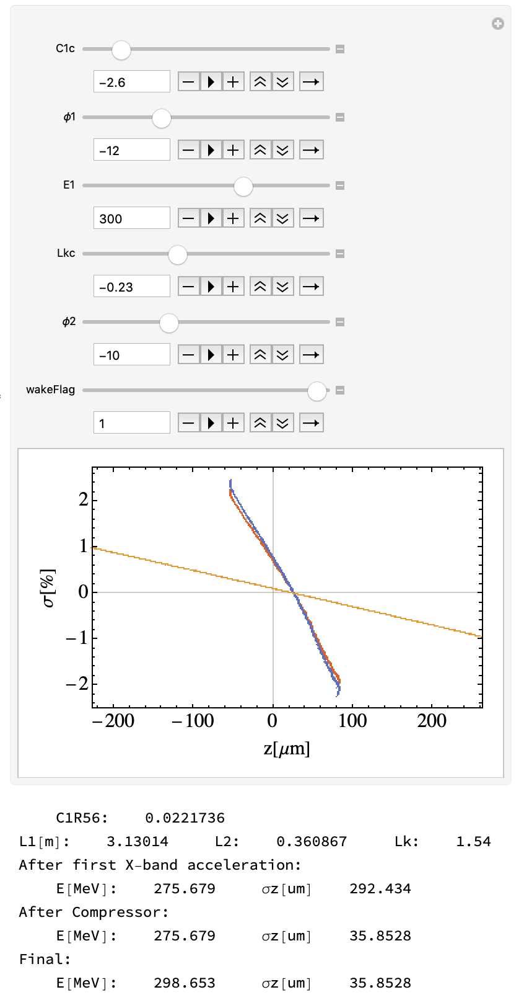 C1c
−2.6
ϕ1
−12
E1
300
Lkc
−0.23
ϕ2
−10
wakeFlag
1
2
1
0
−1
−2
σ[%]
−200 −100 0 100 200
z[μm]
C1R56: 0.0221736
L1[m]: 3.13014 L2: 0.360867 Lk: 1.54
After first X-band acceleration:
E[MeV]: 275.679 σz[um] 292.434
After Compressor:
E[MeV]: 275.679 σz[um] 35.8528
Final:
E[MeV]: 298.653 σz[um] 35.8528